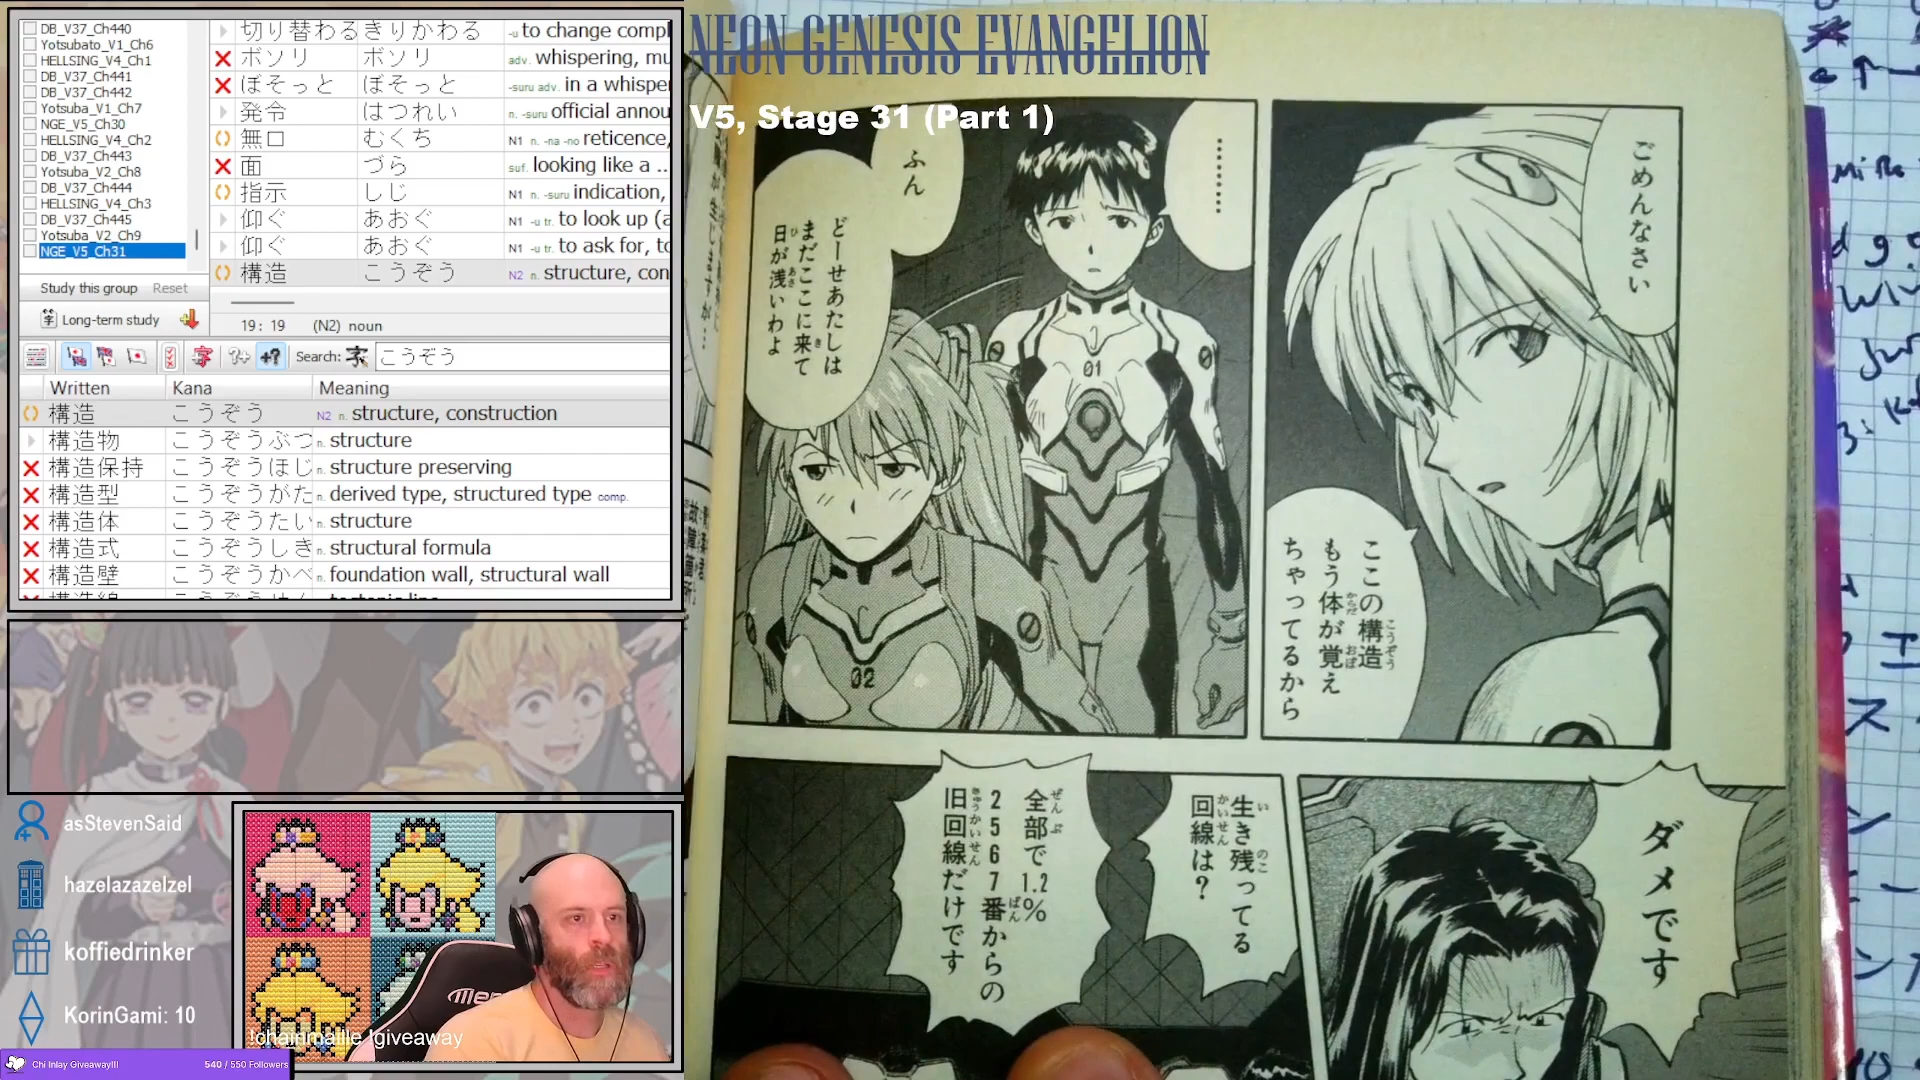 DB_V37_Ch440
Yotsubato_V1_Ch6
HELLSING_V4_Ch1
DB_V37_Ch441
DB_V37_Ch442
Yotsuba_V1_Ch7
NGE_V5_Ch30
HELLSING_V4_Ch2
DB_V37_Ch443
Yotsuba_V2_Ch8
DB_V37_Ch444
HELLSING_V4_Ch3
DB_V37_Ch445
Yotsuba_V2_Ch9
NGE_V5_Ch31
Study this group Reset
Long-term study
切り替わる きりかわる -u to change compl
ボソリ ボソリ adv. whispering, mu
ぼそっと ぼそっと -suru adv. in a whisper
発令 はつれい n. -suru official annou
無口 むくち N1 n. -na -no reticence,
面 づら suf. looking like a ..
指示 しじ N1 n. -suru indication,
仰ぐ あおぐ N1 -u tr. to look up (a
仰ぐ あおぐ N1 -u tr. to ask for, to
構造 こうぞう N2 n. structure, con
19: 19 (N2) noun
Search: こうぞう
Written Kana Meaning
構造 こうぞう N2 n. structure, construction
構造物 こうぞうぶつ n. structure
構造保持 こうぞうほじ n. structure preserving
構造型 こうぞうがた n. derived type, structured type comp.
構造体 こうぞうたい n. structure
構造式 こうぞうしき n. structural formula
構造壁 こうぞうかべ n. foundation wall, structural wall
asStevenSaid
hazelazazelzel
koffiedrinker
KorinGami: 10
!chainmaille !giveaway
Chi Inlay Giveaway!!!
540 / 550 Followers
NEON GENESIS EVANGELION
V5, Stage 31 (Part 1)
ごめんなさい
ここの構造
もう体が覚え
ちゃってるから
………
ふん
どーせあたしは
まだここに来て
日が浅いわよ
01
02
ダメです
生き残ってる
回線は?
全部で1.2%
2567番からの
旧回線だけです